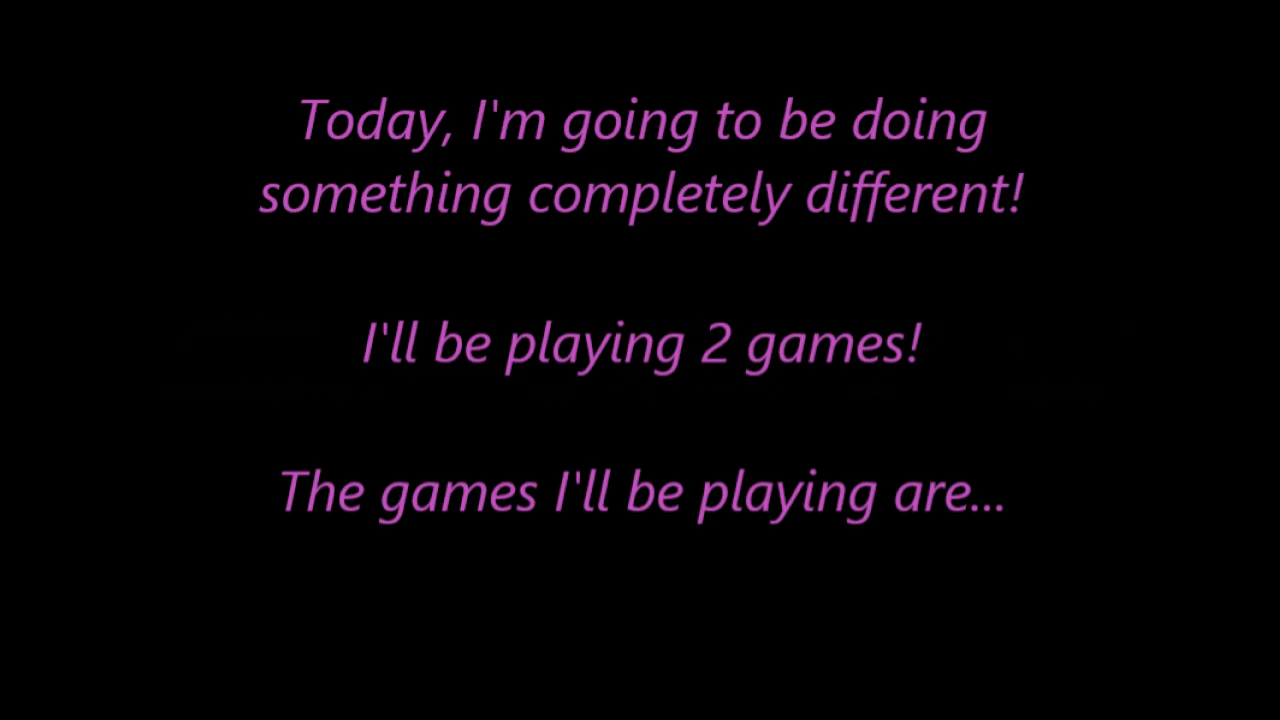 Today, I'm going to be doing
something completely different!
I'll be playing 2 games!
The games I'll be playing are...